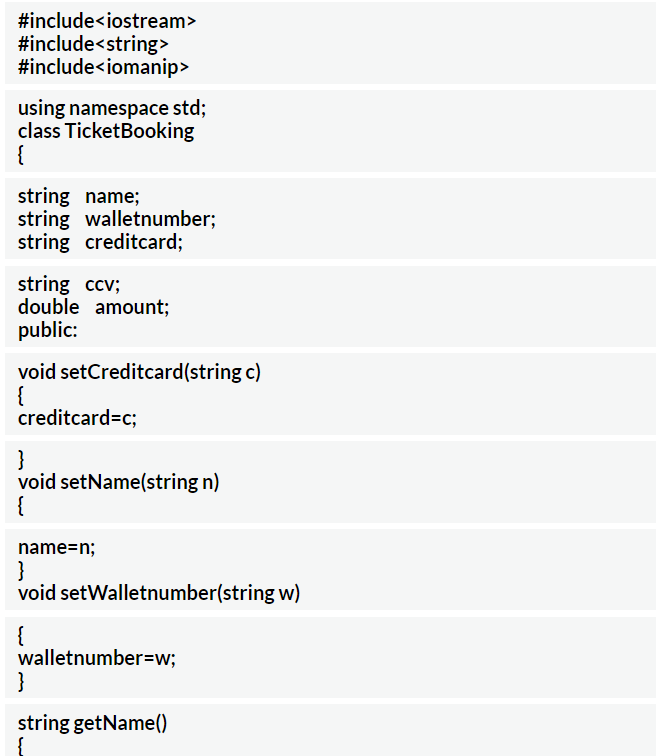 #include<iostream>
#include<string>
#include<iomanip>
using namespace std;
class TicketBooking
{
string   name;
string   walletnumber;
string   creditcard;
string   ccv;
double   amount;
public:
void setCreditcard(string c)
{
creditcard=c;
}
void setName(string n)
{
name=n;
}
void setWalletnumber(string w)
{
walletnumber=w;
}
string getName()
{